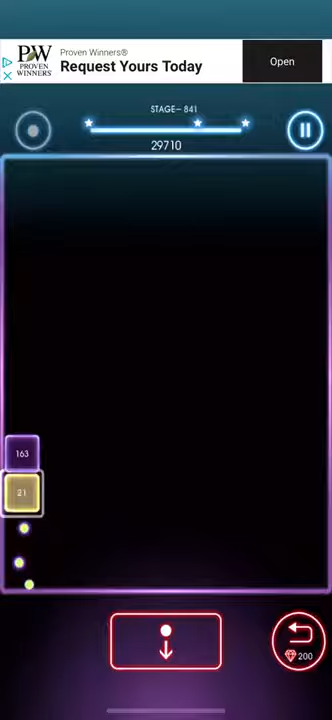 PW
PROVEN
WINNERS
Proven Winners®
Request Yours Today
Open
STAGE- 841
29710
163
21
200